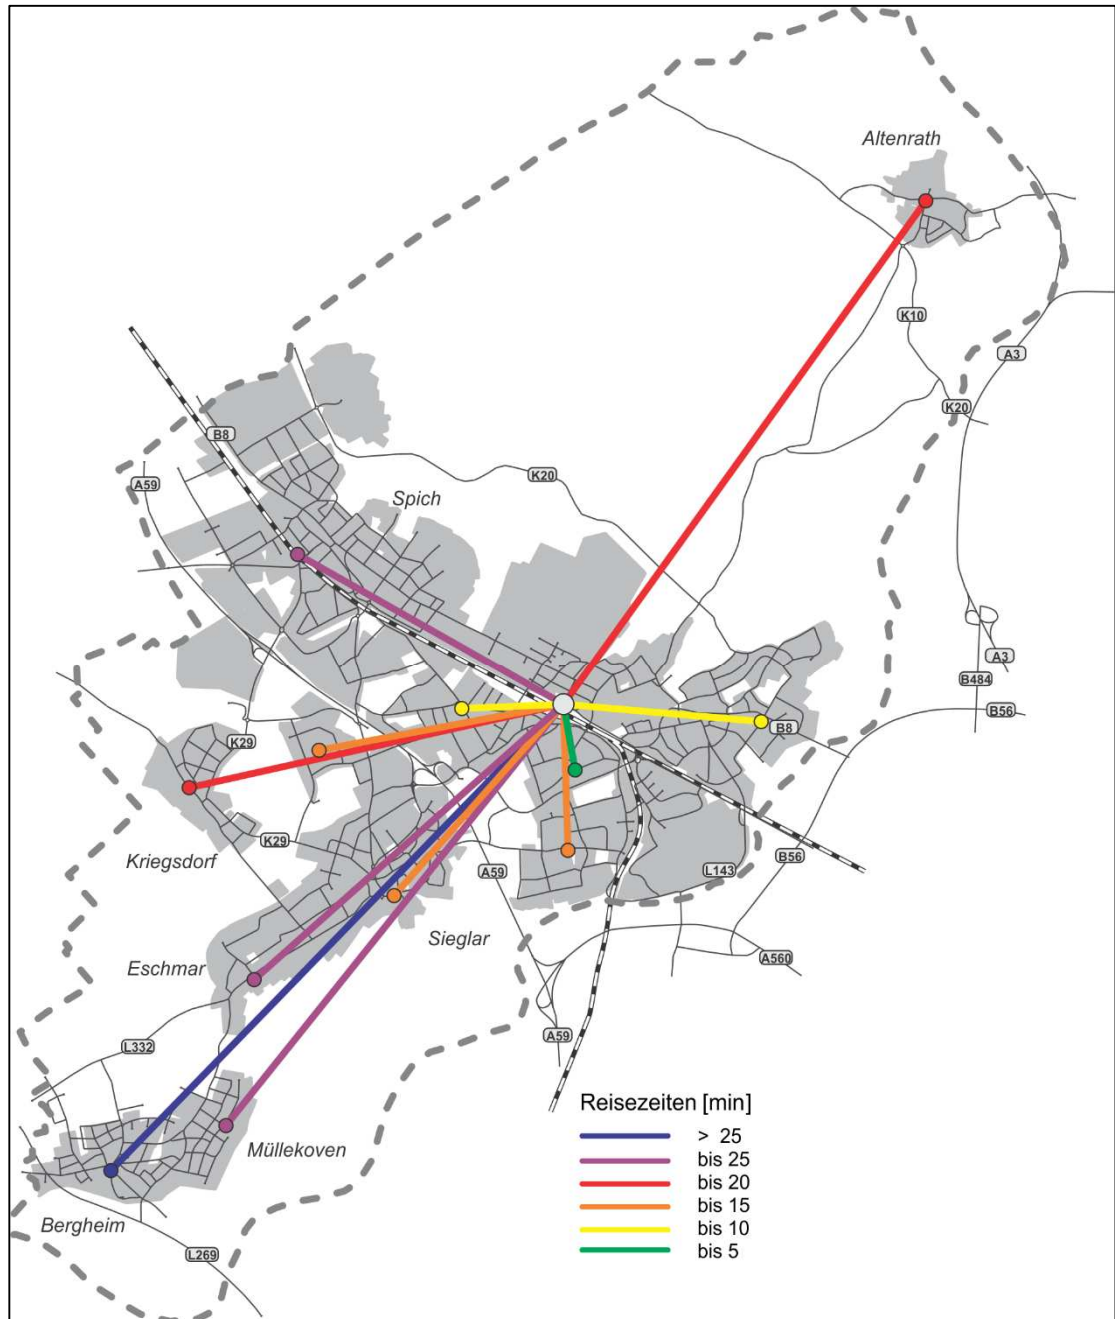 Altenrath
K10
A3
K20
B8
A59
K20
Spich
A3
B484
B56
B8
K29
Kriegsdorf
K29
A59
B56
L143
Sieglar
A560
Eschmar
A59
L332
Müllekoven
Bergheim
L269
Reisezeiten [min]
> 25
bis 25
bis 20
bis 15
bis 10
bis 5